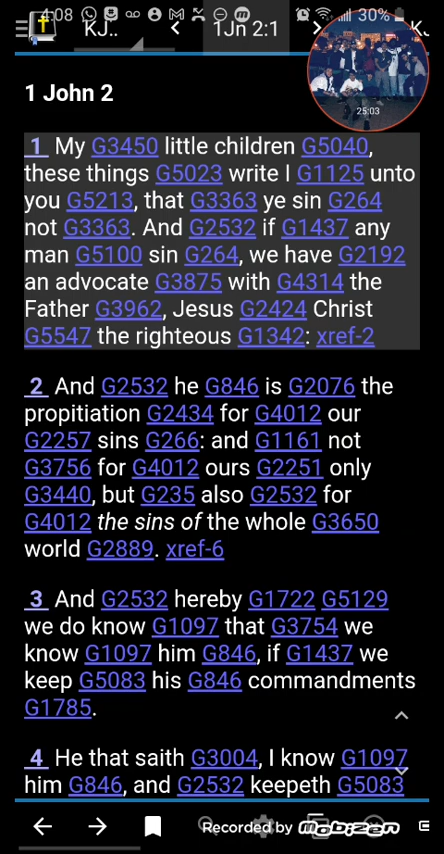 4:08 30%
KJ.. 1Jn 2:1 K.
25:03
1 John 2
1 My G3450 little children G5040,
these things G5023 write I G1125 unto
you G5213, that G3363 ye sin G264
not G3363. And G2532 if G1437 any
man G5100 sin G264, we have G2192
an advocate G3875 with G4314 the
Father G3962, Jesus G2424 Christ
G5547 the righteous G1342: xref-2
2 And G2532 he G846 is G2076 the
propitiation G2434 for G4012 our
G2257 sins G266: and G1161 not
G3756 for G4012 ours G2251 only
G3440, but G235 also G2532 for
G4012 the sins of the whole G3650
world G2889. xref-6
3 And G2532 hereby G1722 G5129
we do know G1097 that G3754 we
know G1097 him G846, if G1437 we
keep G5083 his G846 commandments
G1785.
4 He that saith G3004, I know G1097
him G846, and G2532 keepeth G5083
Recorded by Mobizen